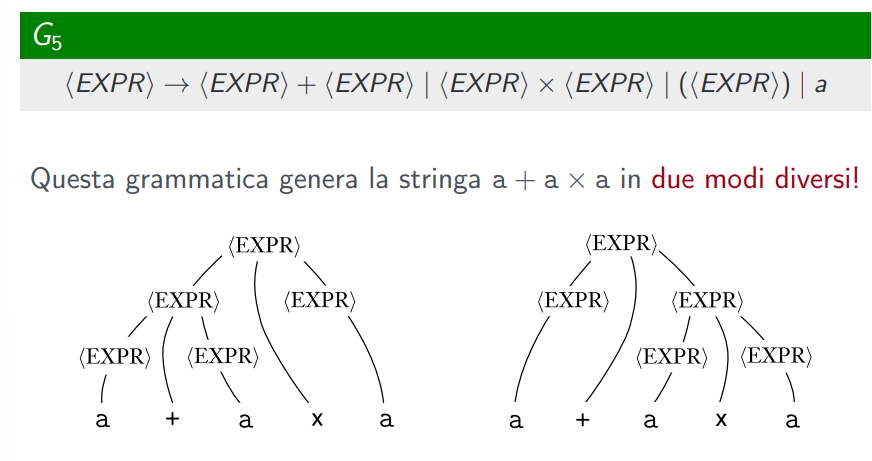 G₅
⟨EXPR⟩ → ⟨EXPR⟩ + ⟨EXPR⟩ | ⟨EXPR⟩ × ⟨EXPR⟩ | (⟨EXPR⟩) | a
Questa grammatica genera la stringa a + a × a in due modi diversi!
⟨EXPR⟩ ⟨EXPR⟩
⟨EXPR⟩ ⟨EXPR⟩ ⟨EXPR⟩ ⟨EXPR⟩
⟨EXPR⟩ ⟨EXPR⟩ ⟨EXPR⟩ ⟨EXPR⟩
a + a x a a + a x a